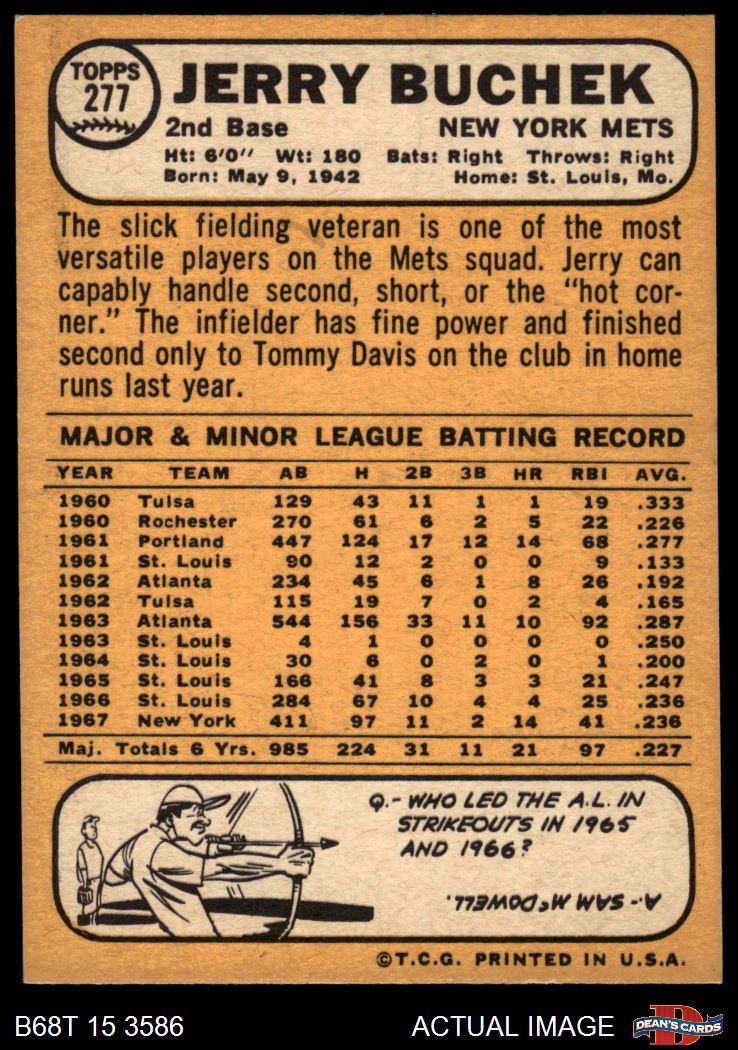 TOPPS
277
JERRY BUCHEK
2nd Base NEW YORK METS
Ht: 6'0'' Wt: 180 Bats: Right Throws: Right
Born: May 9, 1942 Home: St. Louis, Mo.
The slick fielding veteran is one of the most
versatile players on the Mets squad. Jerry can
capably handle second, short, or the "hot cor-
ner." The infielder has fine power and finished
second only to Tommy Davis on the club in home
runs last year.
MAJOR & MINOR LEAGUE BATTING RECORD
YEAR TEAM AB H 2B 3B HR RBI AVG.
1960 Tulsa 129 43 11 1 1 19 .333
1960 Rochester 270 61 6 2 5 22 .226
1961 Portland 447 124 17 12 14 68 .277
1961 St. Louis 90 12 2 0 0 9 .133
1962 Atlanta 234 45 6 1 8 26 .192
1962 Tulsa 115 19 7 0 2 4 .165
1963 Atlanta 544 156 33 11 10 92 .287
1963 St. Louis 4 1 0 0 0 0 .250
1964 St. Louis 30 6 0 2 0 1 .200
1965 St. Louis 166 41 8 3 3 21 .247
1966 St. Louis 284 67 10 4 4 25 .236
1967 New York 411 97 11 2 14 41 .236
Maj. Totals 6 Yrs. 985 224 31 11 21 97 .227
Q.- WHO LED THE A.L. IN
STRIKEOUTS IN 1965
AND 1966?
A.- SAM McDOWELL.
©T.C.G. PRINTED IN U.S.A.
B68T 15 3586 ACTUAL IMAGE
D
DEAN'S CARDS